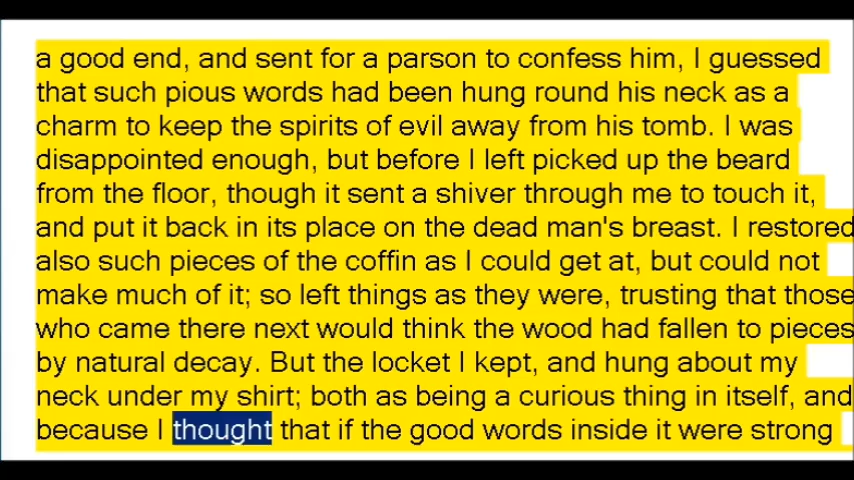 a good end, and sent for a parson to confess him, I guessed
that such pious words had been hung round his neck as a
charm to keep the spirits of evil away from his tomb. I was
disappointed enough, but before I left picked up the beard
from the floor, though it sent a shiver through me to touch it,
and put it back in its place on the dead man's breast. I restored
also such pieces of the coffin as I could get at, but could not
make much of it; so left things as they were, trusting that those
who came there next would think the wood had fallen to pieces
by natural decay. But the locket I kept, and hung about my
neck under my shirt; both as being a curious thing in itself, and
because I thought that if the good words inside it were strong